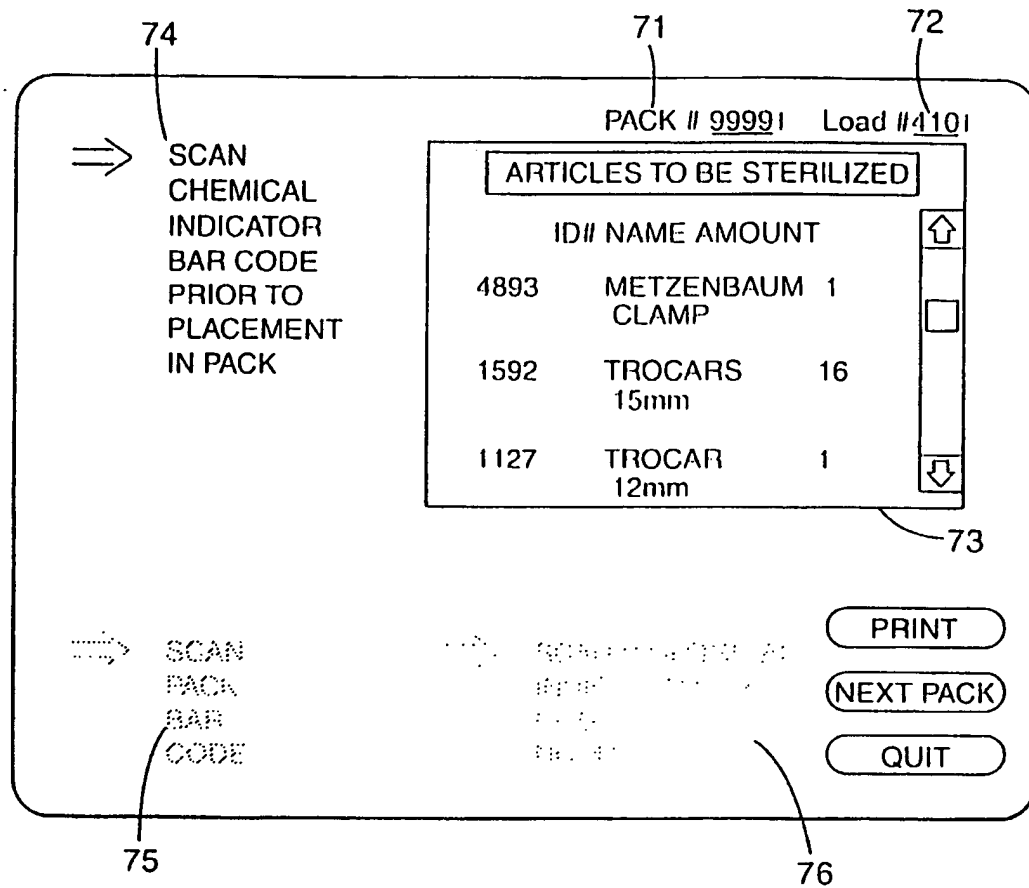 74
71
72
PACK # 99991 Load #4101
SCAN
CHEMICAL
INDICATOR
BAR CODE
PRIOR TO
PLACEMENT
IN PACK
ARTICLES TO BE STERILIZED
ID# NAME AMOUNT
4893 METZENBAUM 1
CLAMP
1592 TROCARS 16
15mm
1127 TROCAR 1
12mm
73
SCAN
PACK
BAR
CODE
PRINT
NEXT PACK
QUIT
75
76